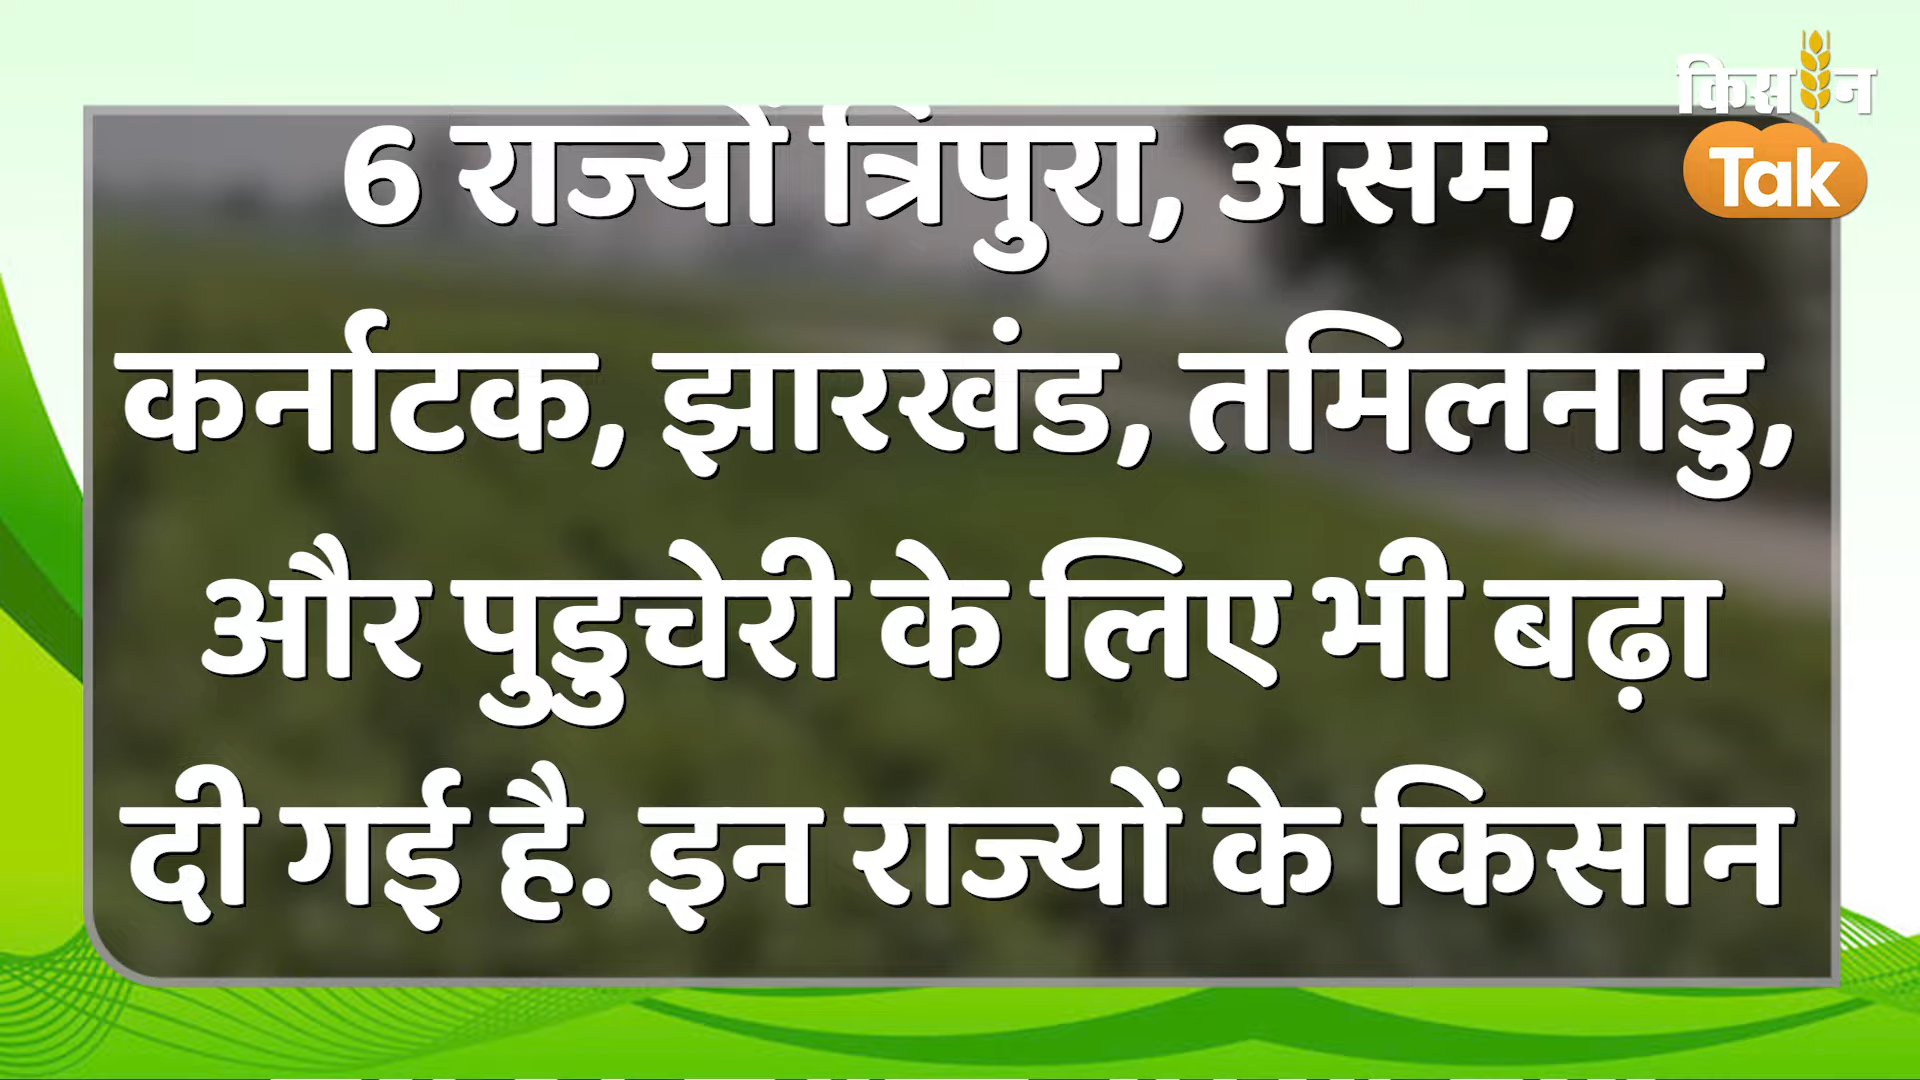 किसान
Tak
6 राज्यों त्रिपुरा, असम,
कर्नाटक, झारखंड, तमिलनाडु,
और पुडुचेरी के लिए भी बढ़ा
दी गई है. इन राज्यों के किसान